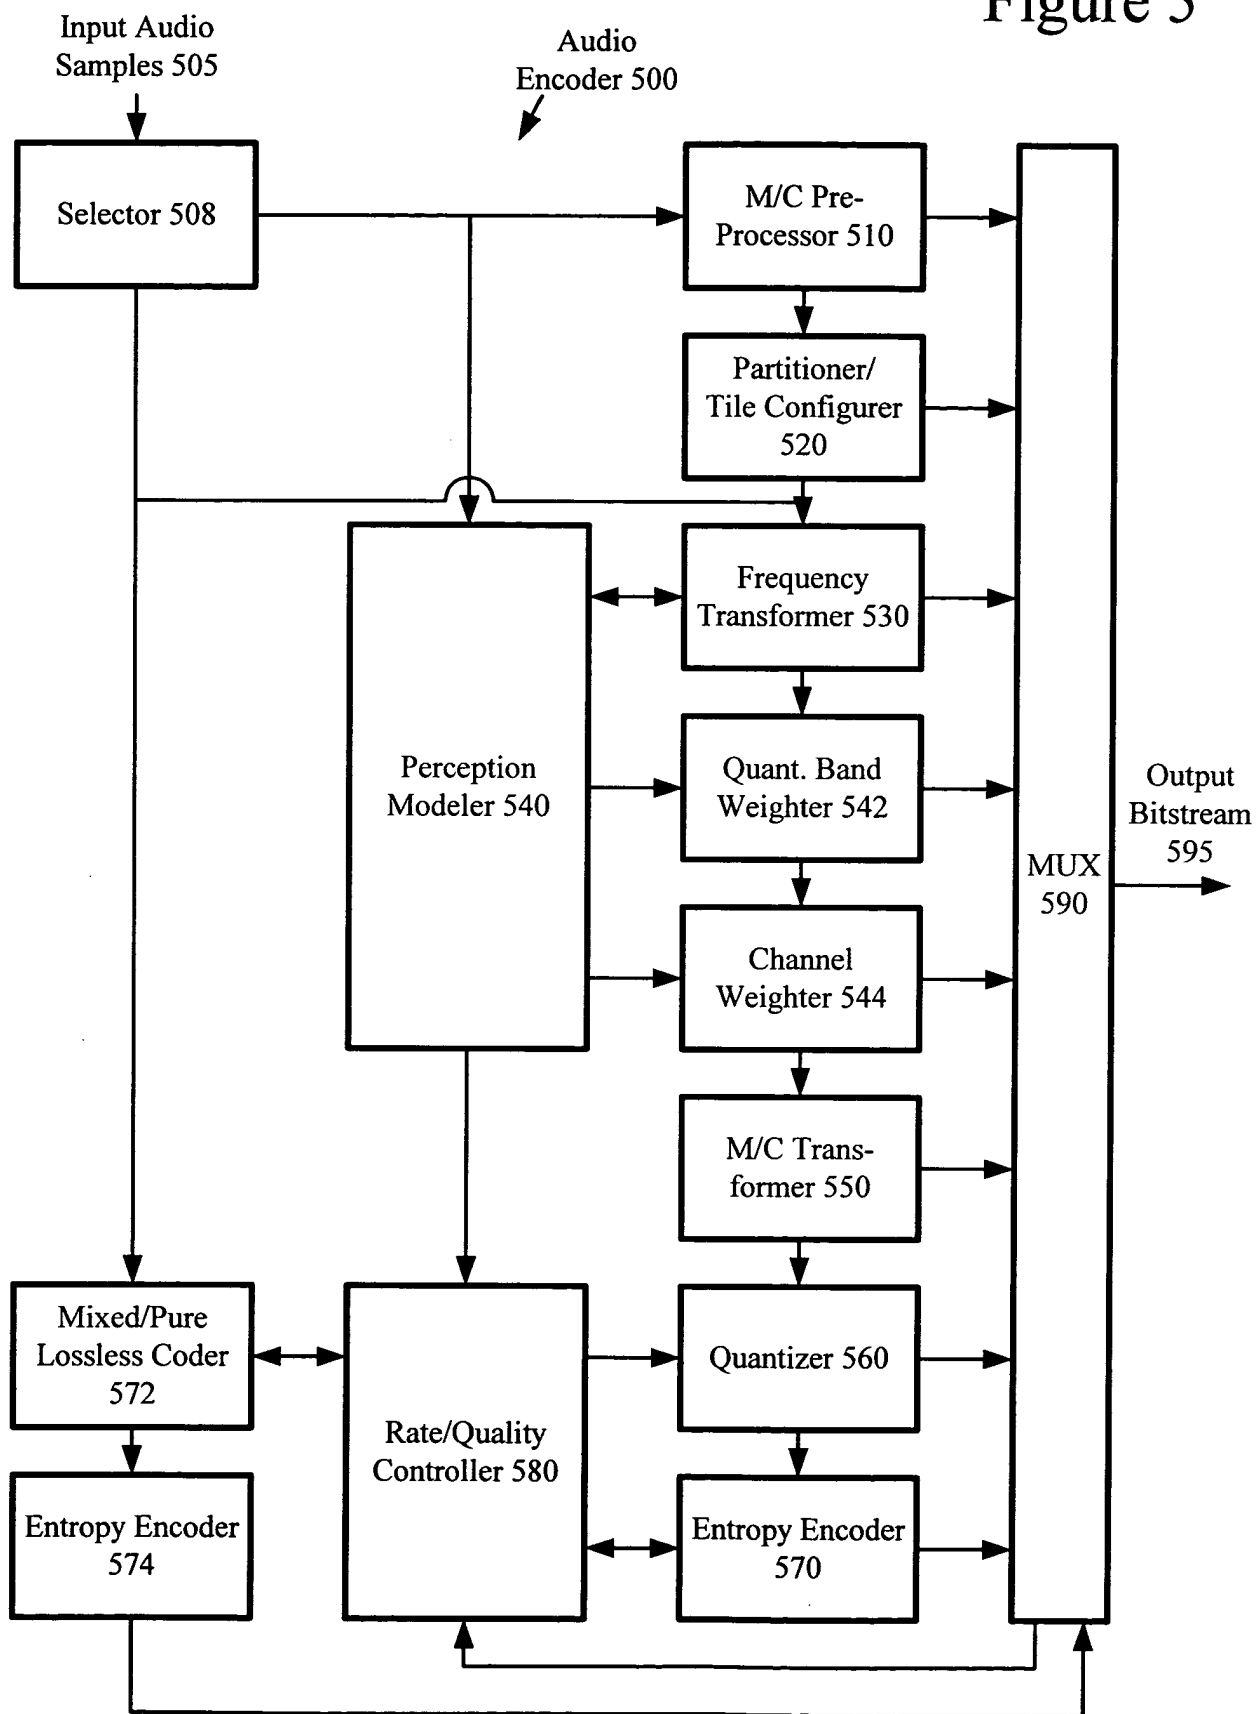 Figure 5
Input Audio
Samples 505
Audio
Encoder 500
Selector 508
M/C Pre-
Processor 510
Partitioner/
Tile Configurer
520
Frequency
Transformer 530
Perception
Modeler 540
Quant. Band
Weighter 542
Output
Bitstream
595
MUX
590
Channel
Weighter 544
M/C Trans-
former 550
Mixed/Pure
Lossless Coder
572
Quantizer 560
Rate/Quality
Controller 580
Entropy Encoder
574
Entropy Encoder
570